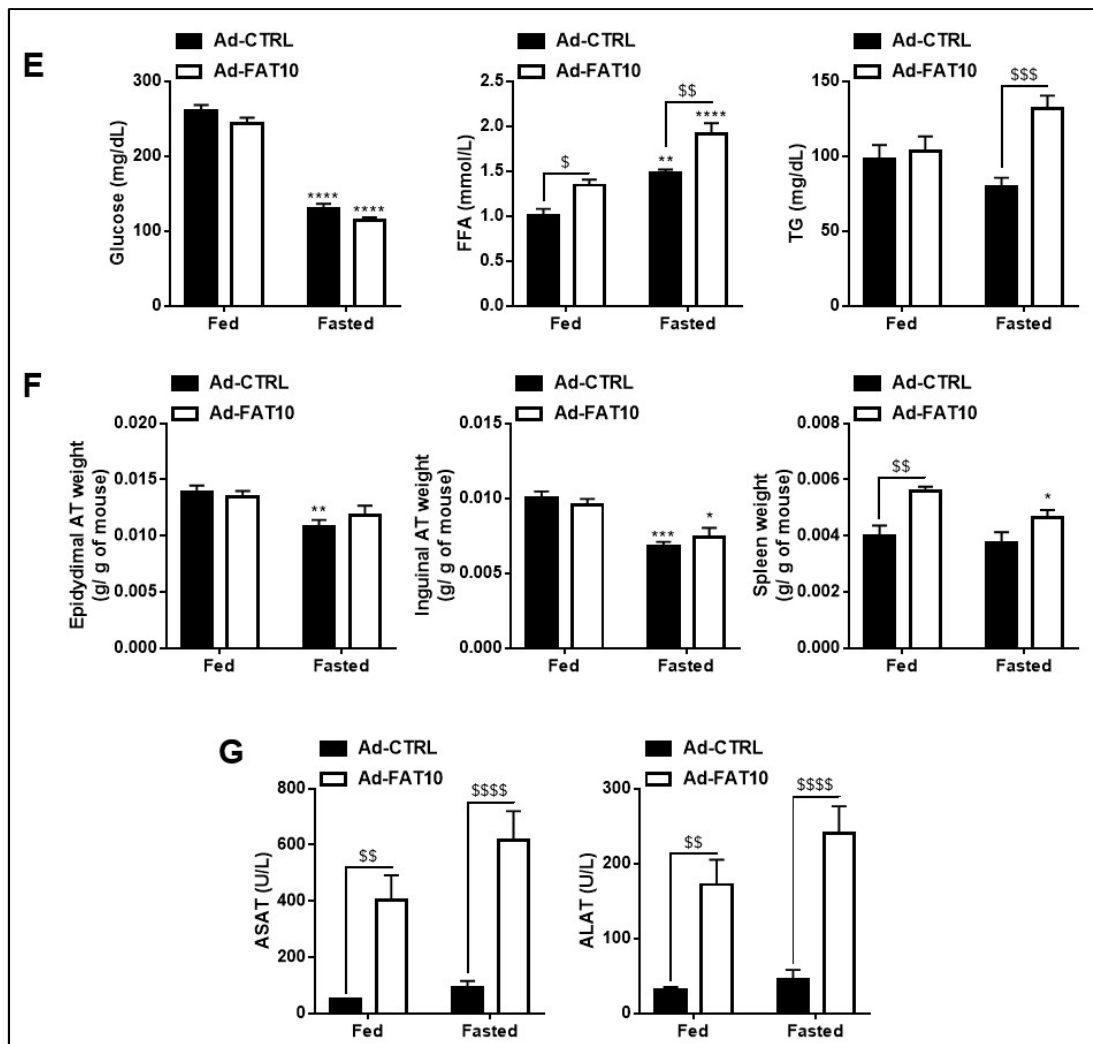 E
Ad-CTRL
Ad-FAT10
Glucose (mg/dL)
300
200
100
0
****
****
Fed
Fasted
Ad-CTRL
Ad-FAT10
FFA (mmol/L)
2.5
2.0
1.5
1.0
0.5
0.0
$
$$
**
****
Fed
Fasted
Ad-CTRL
Ad-FAT10
TG (mg/dL)
150
100
50
0
$$$
Fed
Fasted
F
Ad-CTRL
Ad-FAT10
Epidydimal AT weight
(g/ g of mouse)
0.020
0.015
0.010
0.005
0.000
**
Fed
Fasted
Ad-CTRL
Ad-FAT10
Inguinal AT weight
(g/ g of mouse)
0.015
0.010
0.005
0.000
***
*
Fed
Fasted
Ad-CTRL
Ad-FAT10
Spleen weight
(g/ g of mouse)
0.008
0.006
0.004
0.002
0.000
$$
*
Fed
Fasted
G
Ad-CTRL
Ad-FAT10
ASAT (U/L)
800
600
400
200
0
$$
$$$$
Fed
Fasted
Ad-CTRL
Ad-FAT10
ALAT (U/L)
300
200
100
0
$$
$$$$
Fed
Fasted